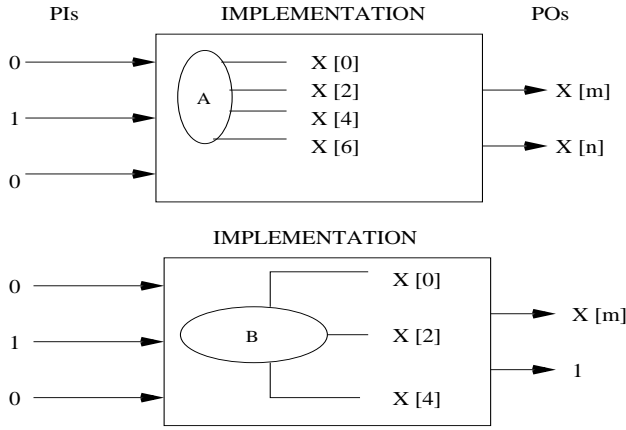 PIs IMPLEMENTATION POs
0 X [0]
X [2] X [m]
A
1 X [4]
X [6] X [n]
0
IMPLEMENTATION
0 X [0]
X [m]
1 B X [2]
1
0 X [4]